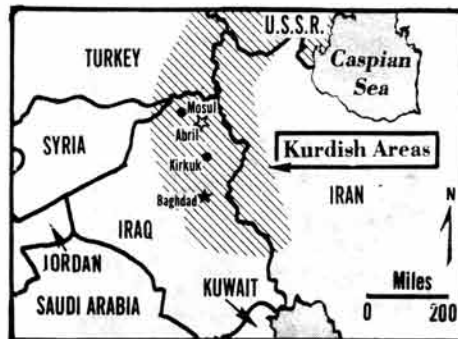 U.S.S.R.
TURKEY
Caspian
Sea
Mosul
Abril
SYRIA
Kurdish Areas
Kirkuk
Baghdad
IRAN
IRAQ
N
JORDAN
Miles
KUWAIT
SAUDI ARABIA
0 200